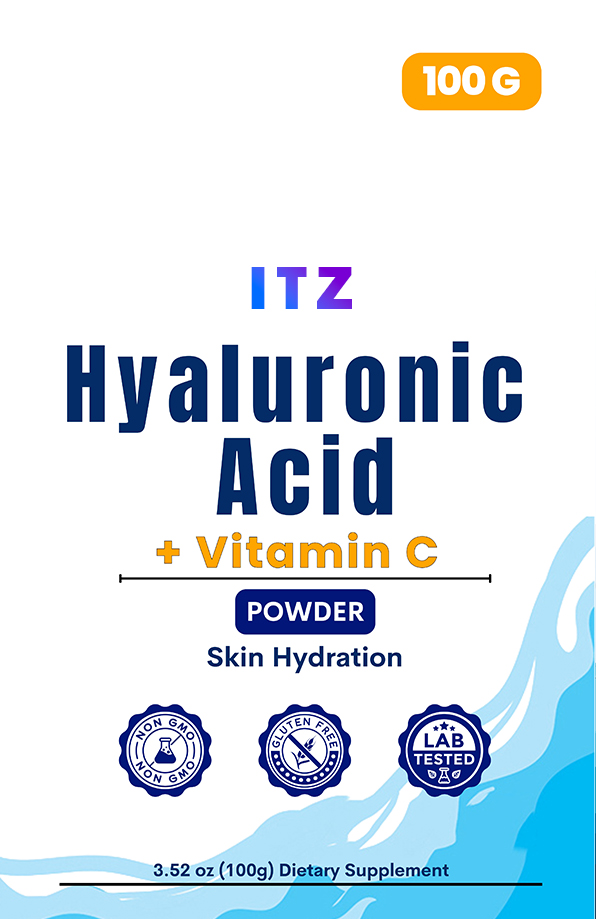 100 G
ITZ
Hyaluronic
Acid
+ Vitamin C
POWDER
Skin Hydration
NON GMO
NON GMO
GLUTEN FREE
LAB
TESTED
3.52 oz (100g) Dietary Supplement